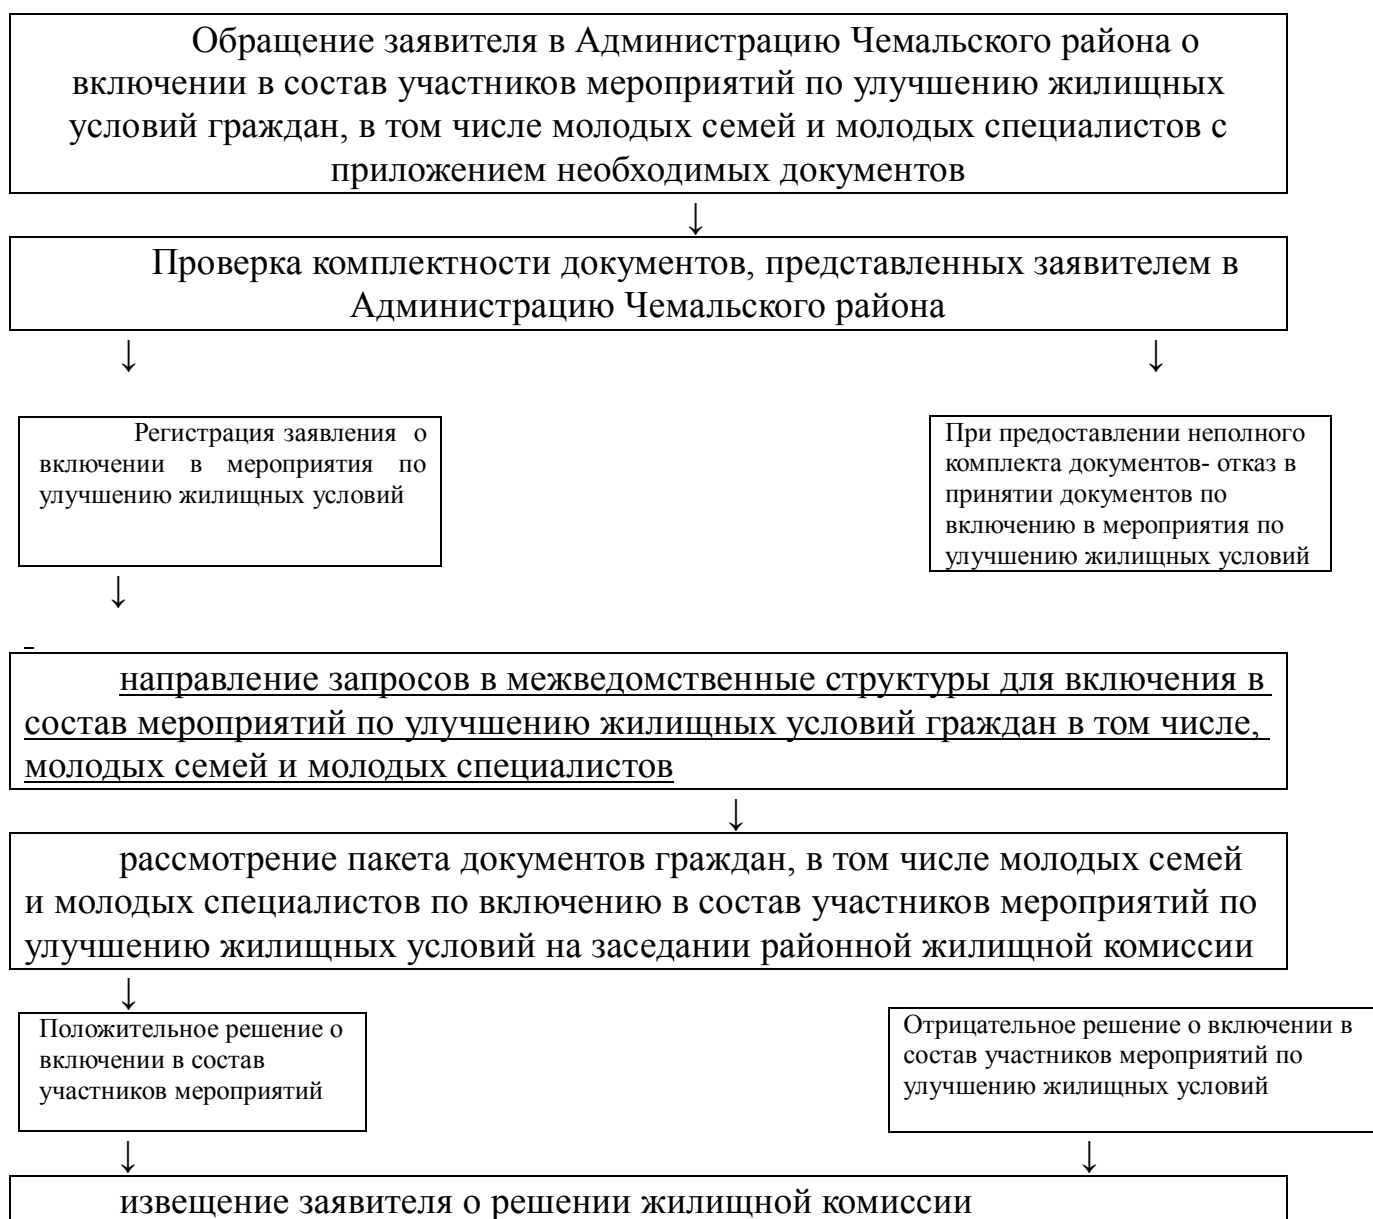 Обращение заявителя в Администрацию Чемальского района о
включении в состав участников мероприятий по улучшению жилищных
условий граждан, в том числе молодых семей и молодых специалистов с
приложением необходимых документов
↓
Проверка комплектности документов, представленных заявителем в
Администрацию Чемальского района
↓ ↓
Регистрация заявления о
включении в мероприятия по
улучшению жилищных условий
При предоставлении неполного
комплекта документов- отказ в
принятии документов по
включению в мероприятия по
улучшению жилищных условий
↓
направление запросов в межведомственные структуры для включения в
состав мероприятий по улучшению жилищных условий граждан в том числе,
молодых семей и молодых специалистов
↓
рассмотрение пакета документов граждан, в том числе молодых семей
и молодых специалистов по включению в состав участников мероприятий по
улучшению жилищных условий на заседании районной жилищной комиссии
↓
Положительное решение о
включении в состав
участников мероприятий
Отрицательное решение о включении в
состав участников мероприятий по
улучшению жилищных условий
↓ ↓
извещение заявителя о решении жилищной комиссии